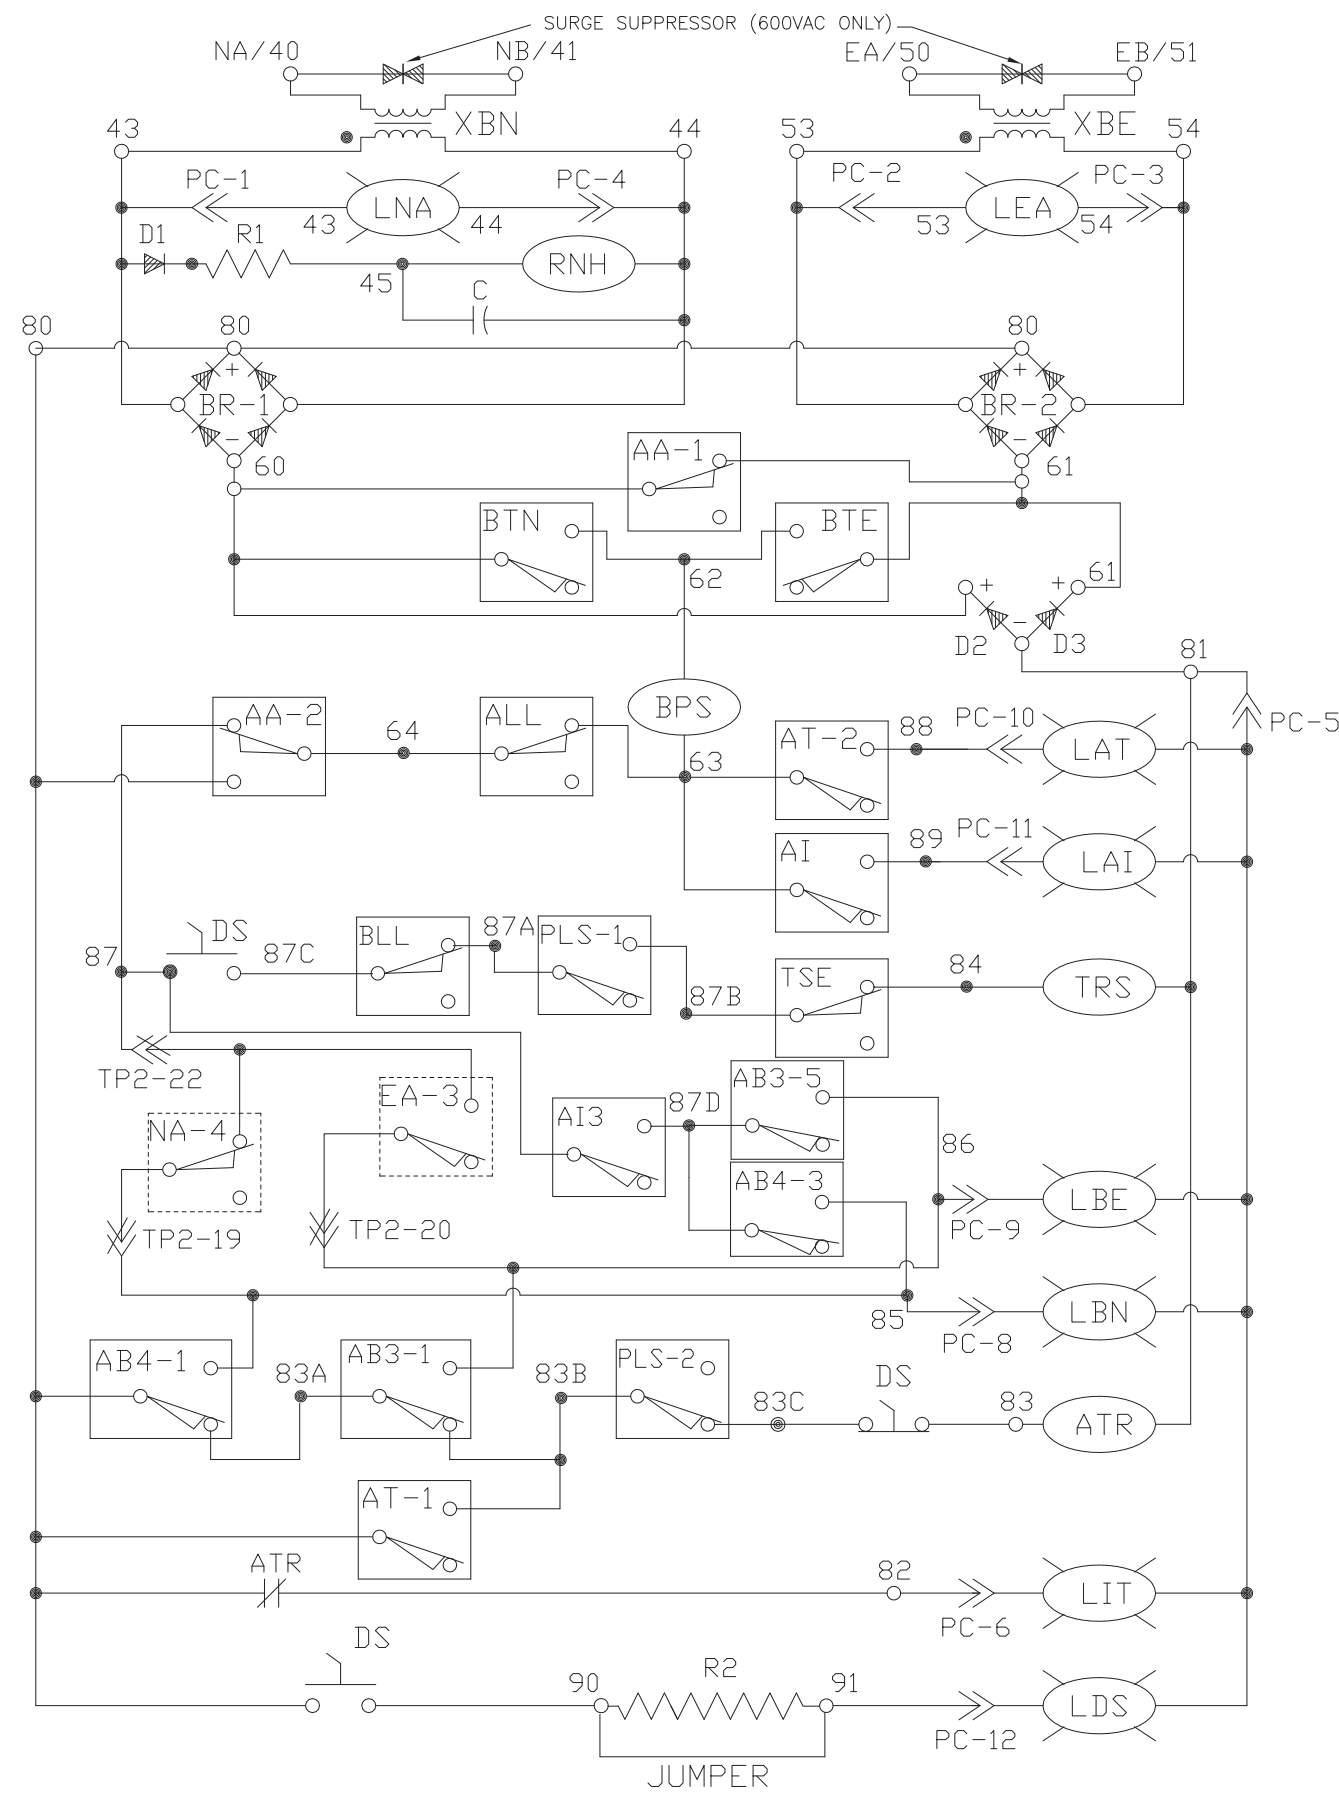 SURGE SUPPRESSOR (600VAC ONLY)
NA/40
NB/41
EA/50
EB/51
XBN
XBE
43
44
53
54
PC-1
PC-4
PC-2
PC-3
LNA
LEA
43
44
53
54
D1
R1
RNH
45
C
80
80
80
+
+
BR-1
BR-2
-
-
60
61
AA-1
BTN
BTE
62
+
+
61
-
D2
D3
81
AA-2
ALL
BPS
64
63
AT-2
88
PC-10
LAT
PC-5
AI
89
PC-11
LAI
87
DS
87C
BLL
87A
PLS-1
87B
TSE
84
TRS
TP2-22
NA-4
EA-3
AI3
87D
AB3-5
86
AB4-3
TP2-19
TP2-20
PC-9
LBE
85
PC-8
LBN
AB4-1
83A
AB3-1
83B
PLS-2
83C
DS
83
ATR
AT-1
ATR
82
PC-6
LIT
DS
90
R2
91
PC-12
LDS
JUMPER